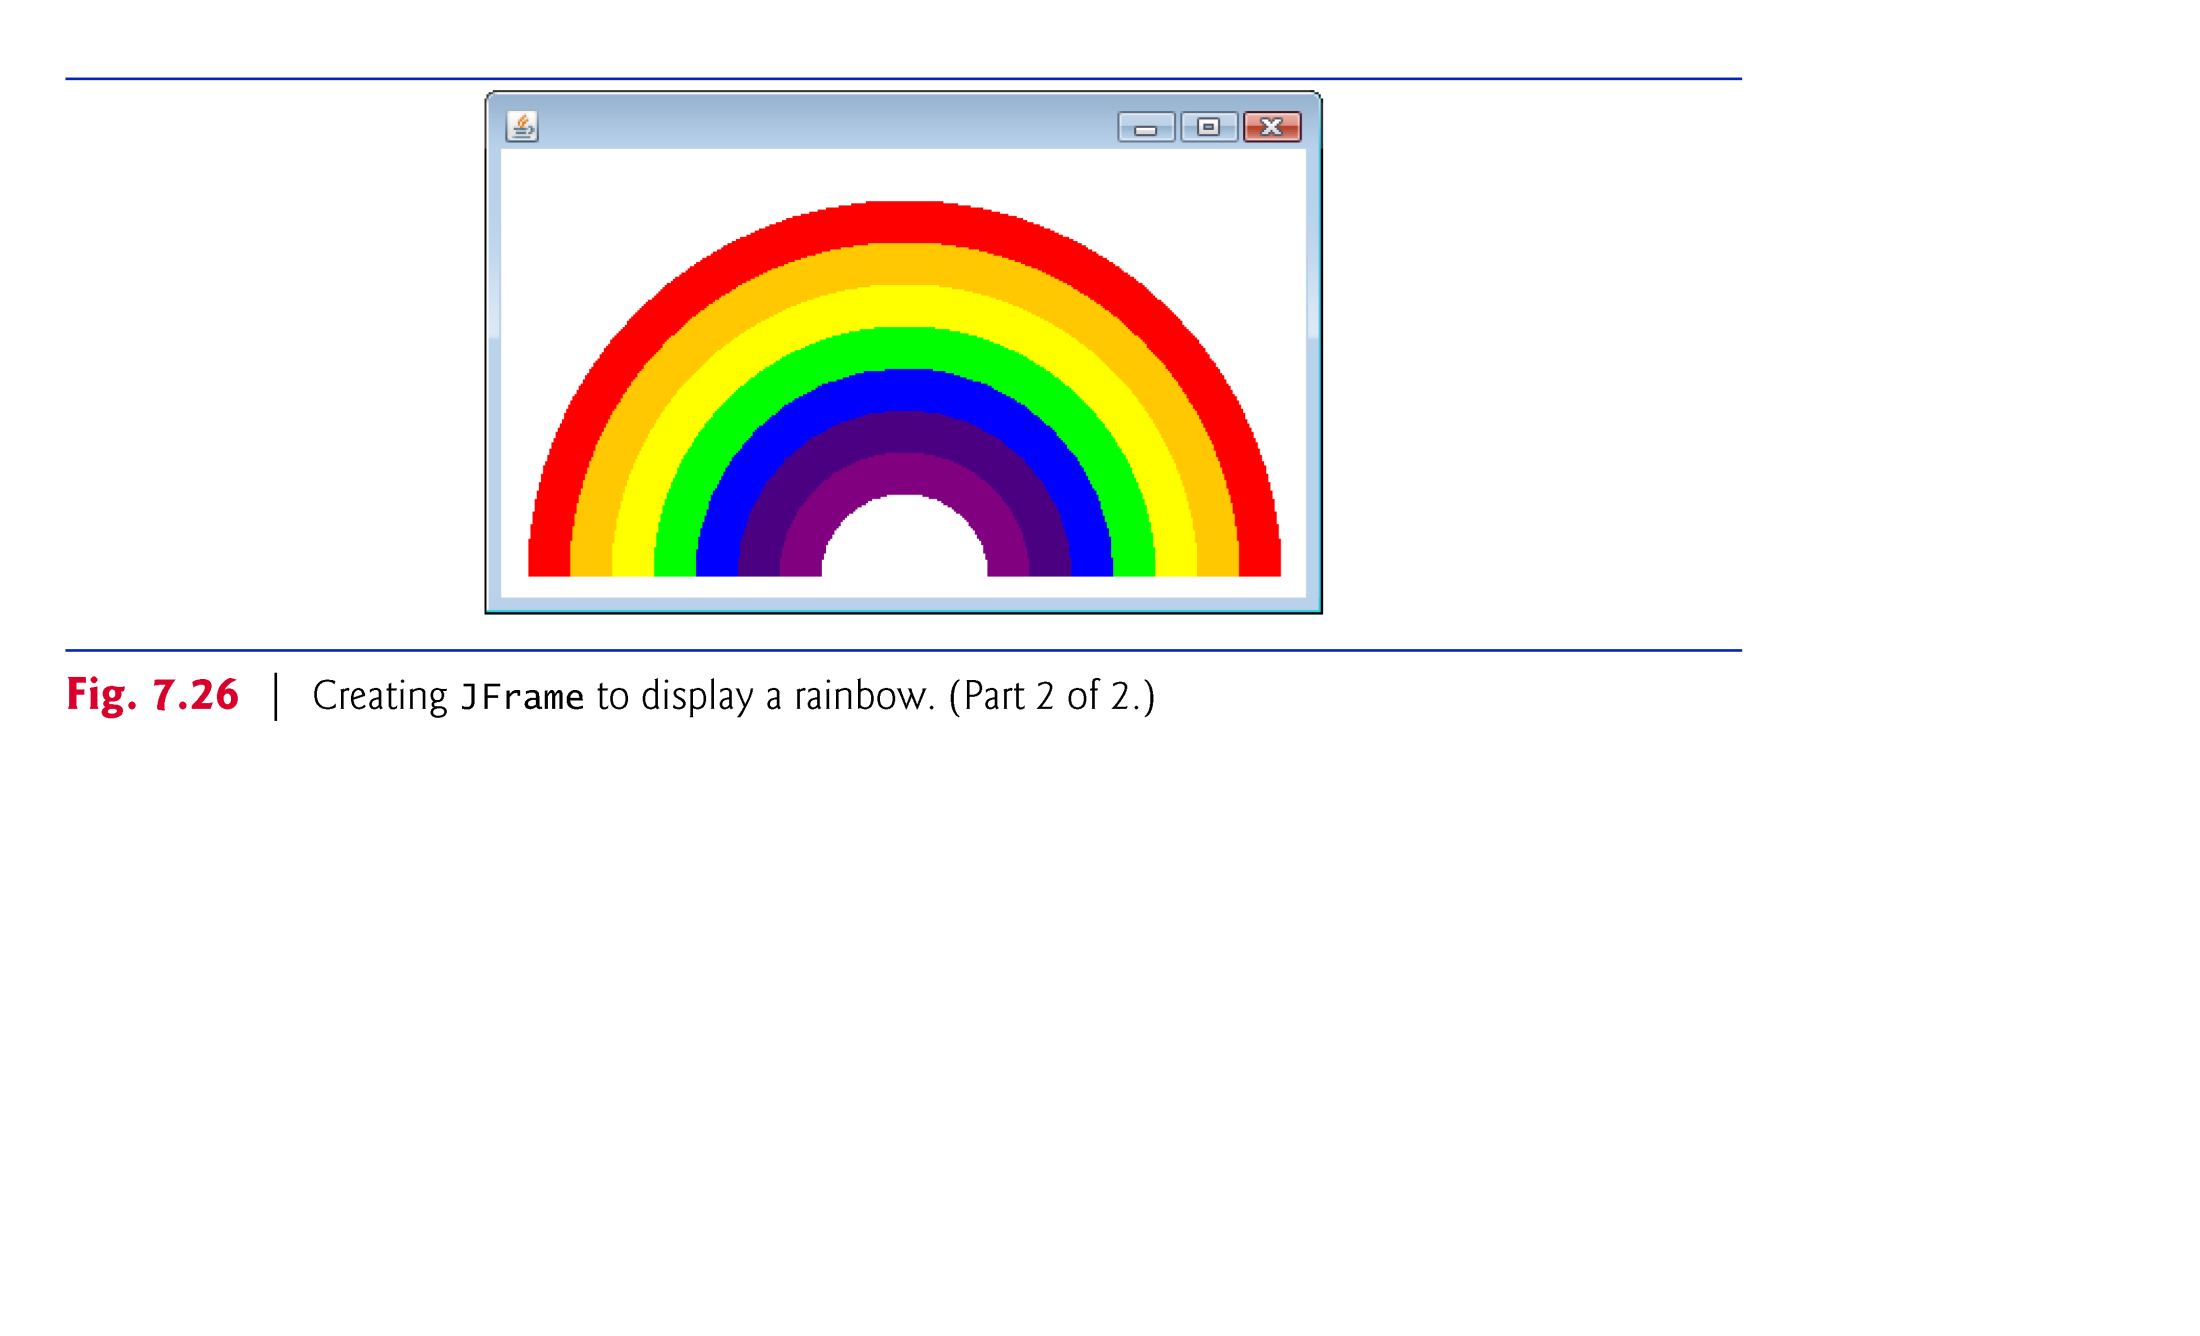 Fig. 7.26 | Creating JFrame to display a rainbow. (Part 2 of 2.)